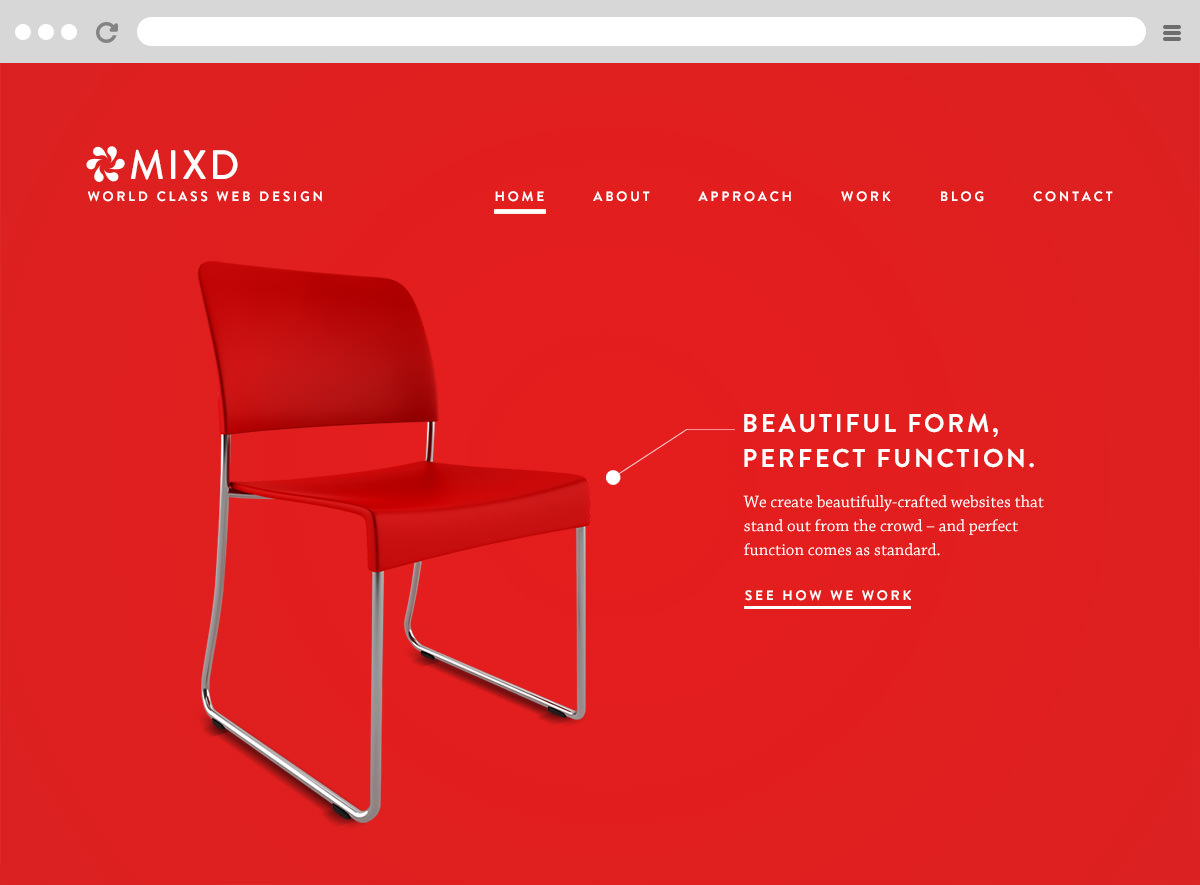 MIXD
WORLD CLASS WEB DESIGN
HOME ABOUT APPROACH WORK BLOG CONTACT
BEAUTIFUL FORM,
PERFECT FUNCTION.
We create beautifully-crafted websites that
stand out from the crowd – and perfect
function comes as standard.
SEE HOW WE WORK